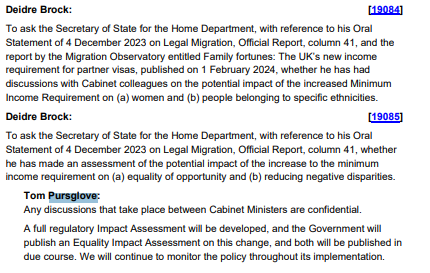 Deidre Brock: [19084]
To ask the Secretary of State for the Home Department, with reference to his Oral
Statement of 4 December 2023 on Legal Migration, Official Report, column 41, and the
report by the Migration Observatory entitled Family fortunes: The UK's new income
requirement for partner visas, published on 1 February 2024, whether he has had
discussions with Cabinet colleagues on the potential impact of the increased Minimum
Income Requirement on (a) women and (b) people belonging to specific ethnicities.
Deidre Brock: [19085]
To ask the Secretary of State for the Home Department, with reference to his Oral
Statement of 4 December 2023 on Legal Migration, Official Report, column 41, whether
he has made an assessment of the potential impact of the increase to the minimum
income requirement on (a) equality of opportunity and (b) reducing negative disparities.
Tom Pursglove:
Any discussions that take place between Cabinet Ministers are confidential.
A full regulatory Impact Assessment will be developed, and the Government will
publish an Equality Impact Assessment on this change, and both will be published in
due course. We will continue to monitor the policy throughout its implementation.